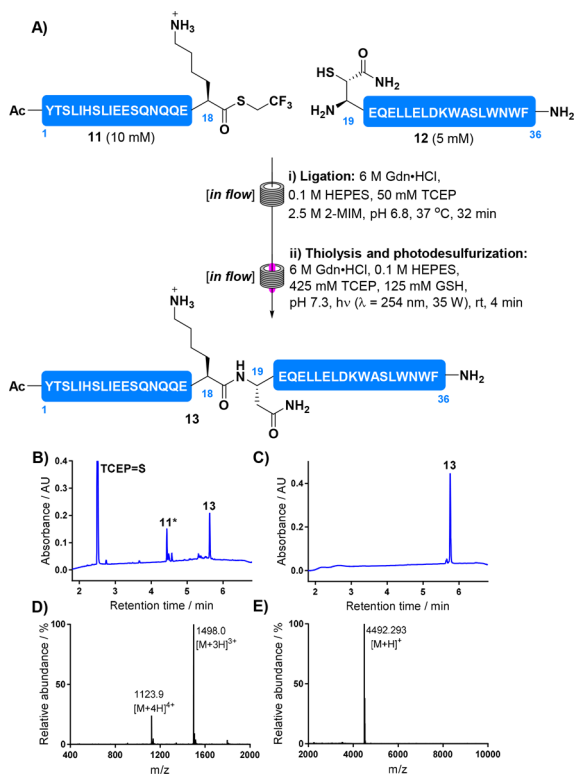 A)
+
NH3
O
SH
NH2
S CF3
O
H2N
Ac YTSLIHSLIEESQNQQE
EQELLELDKWASLWNWF NH2
1
18
19
36
11 (10 mM)
12 (5 mM)
[in flow]
i) Ligation: 6 M Gdn•HCl,
0.1 M HEPES, 50 mM TCEP
2.5 M 2-MIM, pH 6.8, 37 °C, 32 min
[in flow]
ii) Thiolysis and photodesulfurization:
6 M Gdn•HCl, 0.1 M HEPES,
425 mM TCEP, 125 mM GSH,
pH 7.3, hν (λ = 254 nm, 35 W), rt, 4 min
+
NH3
H
N
19
Ac YTSLIHSLIEESQNQQE
EQELLELDKWASLWNWF NH2
1
18
O
36
NH2
O
13
B)
Absorbance / AU
0.4
0.3
0.2
0.1
0.0
TCEP=S
11*
13
2 3 4 5 6
Retention time / min
C)
Absorbance / AU
0.4
0.2
0.0
13
2 3 4 5 6
Retention time / min
D)
Relative abundance / %
100
50
0
1498.0
[M+3H]3+
1123.9
[M+4H]4+
400 800 1200 1600 2000
m/z
E)
Relative abundance / %
100
50
0
4492.293
[M+H]+
2000 4000 6000 8000 10000
m/z